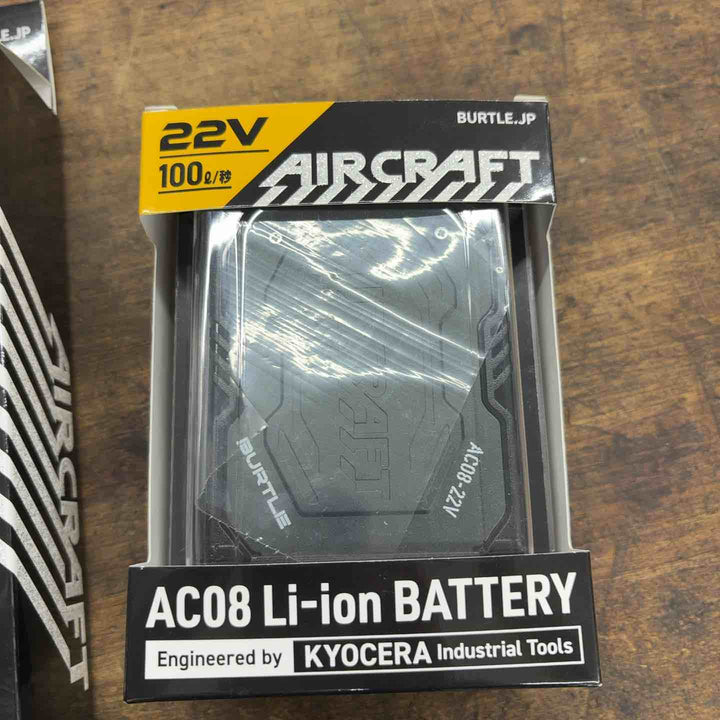 E.JP
AIRCRAFT
22V
100ℓ/秒
BURTLE.JP
AIRCRAFT
AIRCRAFT
BURTLE
AC08-22V
AC08 Li-ion BATTERY
Engineered by KYOCERA Industrial Tools